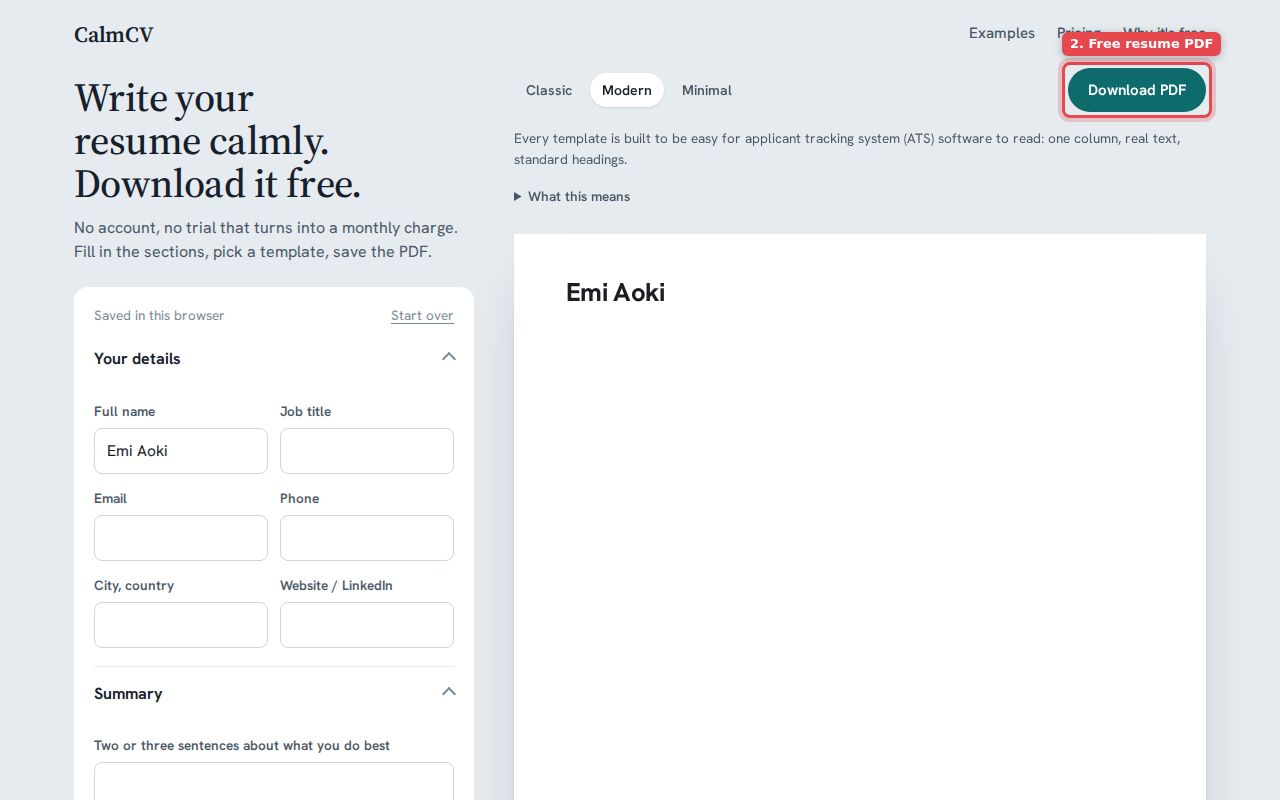 CalmCV
Examples
2. Free resume PDF
Write your
resume calmly.
Download it free.
No account, no trial that turns into a monthly charge.
Fill in the sections, pick a template, save the PDF.
Classic
Modern
Minimal
Download PDF
Every template is built to be easy for applicant tracking system (ATS) software to read: one column, real text,
standard headings.
What this means
Saved in this browser
Start over
Your details
Full name
Job title
Emi Aoki
Email
Phone
City, country
Website / LinkedIn
Summary
Two or three sentences about what you do best
Emi Aoki